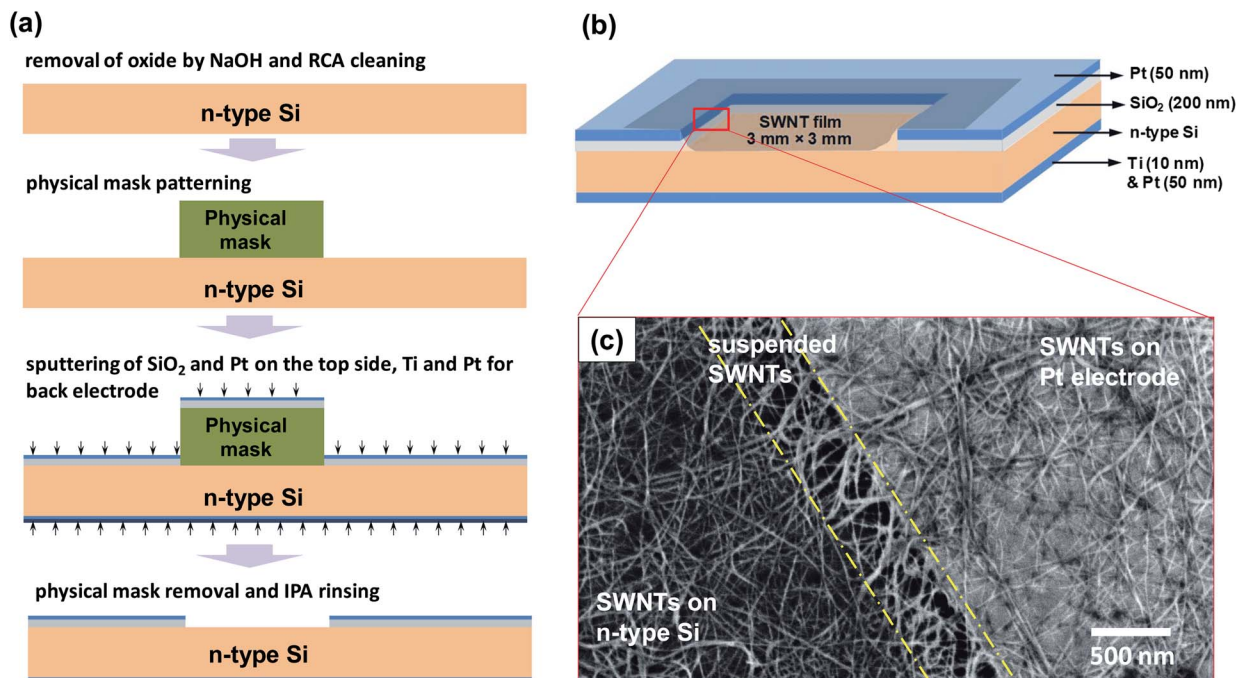 (a)
removal of oxide by NaOH and RCA cleaning
n-type Si
physical mask patterning
Physical
mask
n-type Si
sputtering of SiO₂ and Pt on the top side, Ti and Pt for
back electrode
Physical
mask
n-type Si
physical mask removal and IPA rinsing
n-type Si
(b)
Pt (50 nm)
SiO₂ (200 nm)
n-type Si
Ti (10 nm)
& Pt (50 nm)
SWNT film
3 mm × 3 mm
(c)
suspended
SWNTs
SWNTs on
Pt electrode
SWNTs on
n-type Si
500 nm